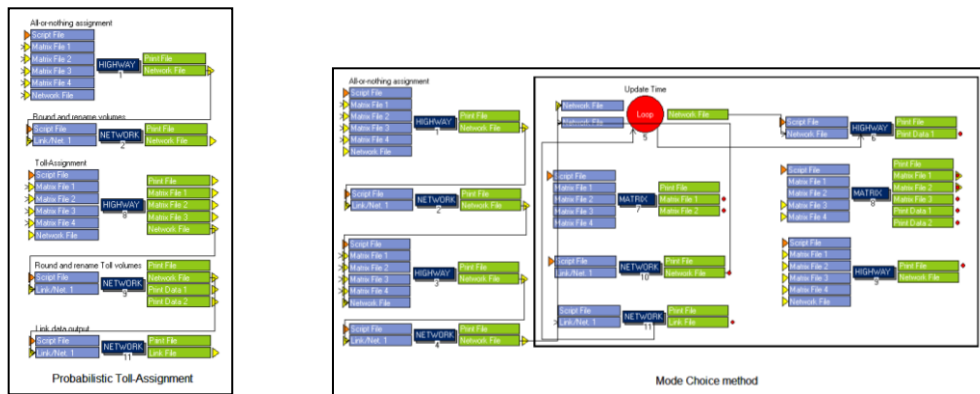 All-or-nothing assignment
Script File
Matrix File 1
Matrix File 2
Matrix File 3
Matrix File 4
Network File
HIGHWAY
1
Print File
Network File
Round and rename volumes
Script File
Link/Net. 1
NETWORK
2
Print File
Network File
Toll-Assignment
Script File
Matrix File 1
Matrix File 2
Matrix File 3
Matrix File 4
Network File
HIGHWAY
8
Print File
Matrix File 1
Matrix File 2
Matrix File 3
Network File
Round and rename Toll volumes
Script File
Link/Net. 1
NETWORK
9
Print File
Network File
Print Data 1
Print Data 2
Link data output
Script File
Link/Net. 1
NETWORK
11
Print File
Link File
Probabilistic Toll-Assignment
All-or-nothing assignment
Script File
Matrix File 1
Matrix File 2
Matrix File 3
Matrix File 4
Network File
HIGHWAY
1
Print File
Network File
Script File
Link/Net. 1
NETWORK
2
Print File
Network File
Script File
Matrix File 1
Matrix File 2
Matrix File 3
Matrix File 4
Network File
HIGHWAY
3
Print File
Network File
Script File
Link/Net. 1
NETWORK
4
Print File
Network File
Update Time
Network File
Network File
Loop
5
Network File
Script File
Network File
HIGHWAY
6
Print File
Print Data 1
Script File
Matrix File 1
Matrix File 2
Matrix File 3
Matrix File 4
MATRIX
7
Print File
Matrix File 1
Matrix File 2
Script File
Matrix File 1
Matrix File 2
Matrix File 3
Matrix File 4
MATRIX
8
Print File
Matrix File 1
Matrix File 2
Print Data 1
Print Data 2
Script File
Link/Net. 1
NETWORK
10
Print File
Network File
Script File
Matrix File 1
Matrix File 2
Matrix File 3
Matrix File 4
Network File
HIGHWAY
9
Print File
Network File
Script File
Link/Net. 1
NETWORK
11
Print File
Link File
Mode Choice method